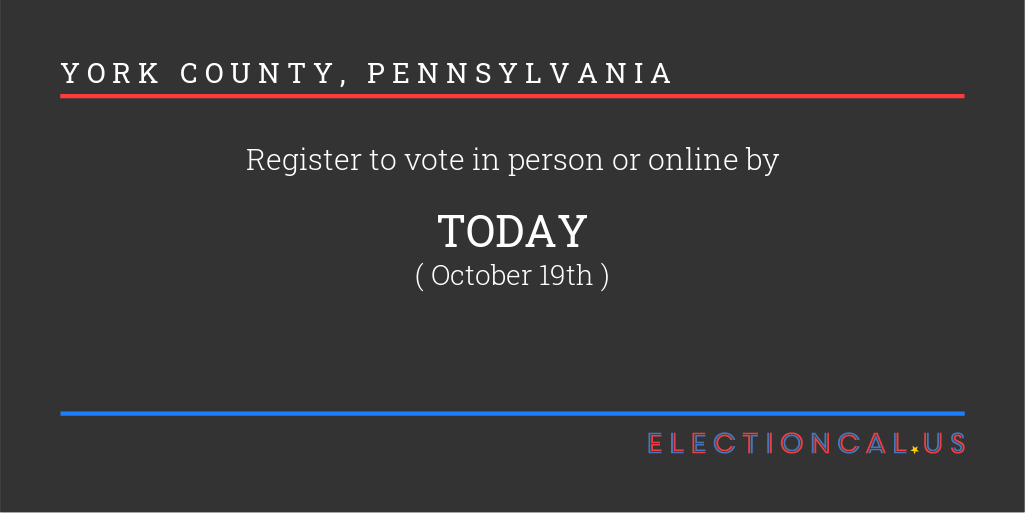 YORK COUNTY, PENNSYLVANIA
Register to vote in person or online by
TODAY
( October 19th )
ELECTIONCAL.US